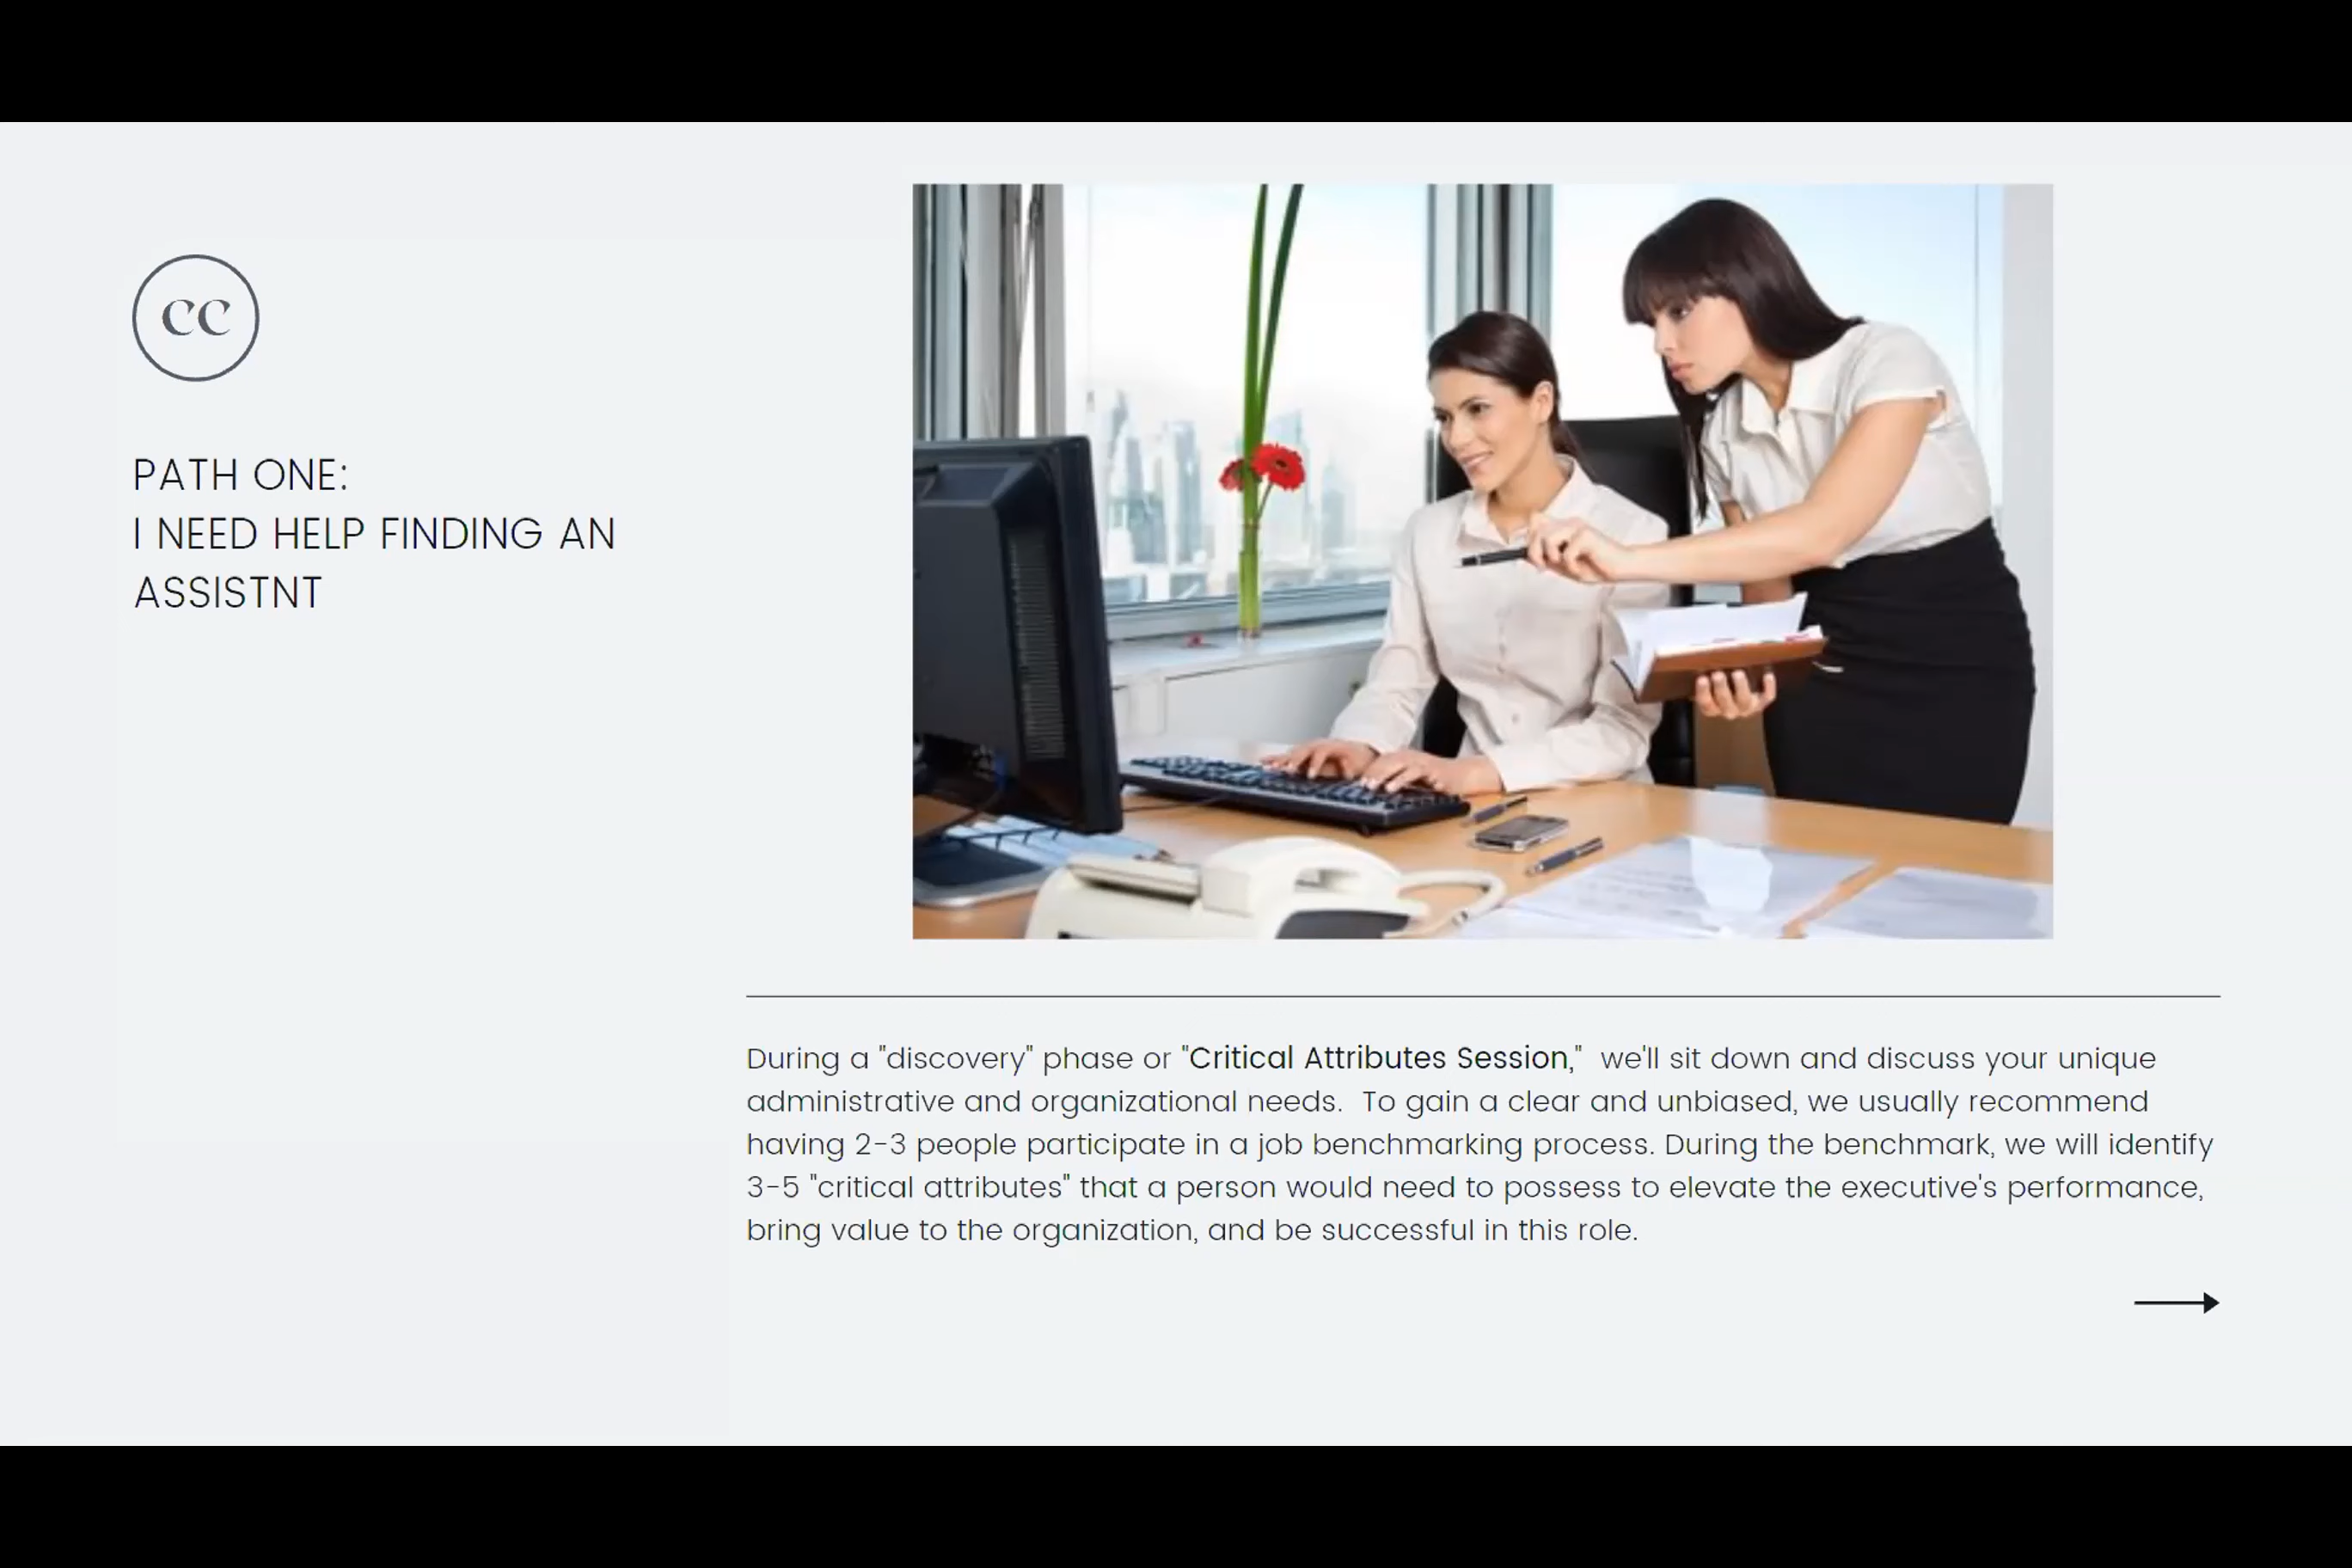 CC
PATH ONE:
I NEED HELP FINDING AN
ASSISTNT
During a "discovery" phase or "Critical Attributes Session,"  we'll sit down and discuss your unique
administrative and organizational needs.  To gain a clear and unbiased, we usually recommend
having 2-3 people participate in a job benchmarking process. During the benchmark, we will identify
3-5 "critical attributes" that a person would need to possess to elevate the executive's performance,
bring value to the organization, and be successful in this role.